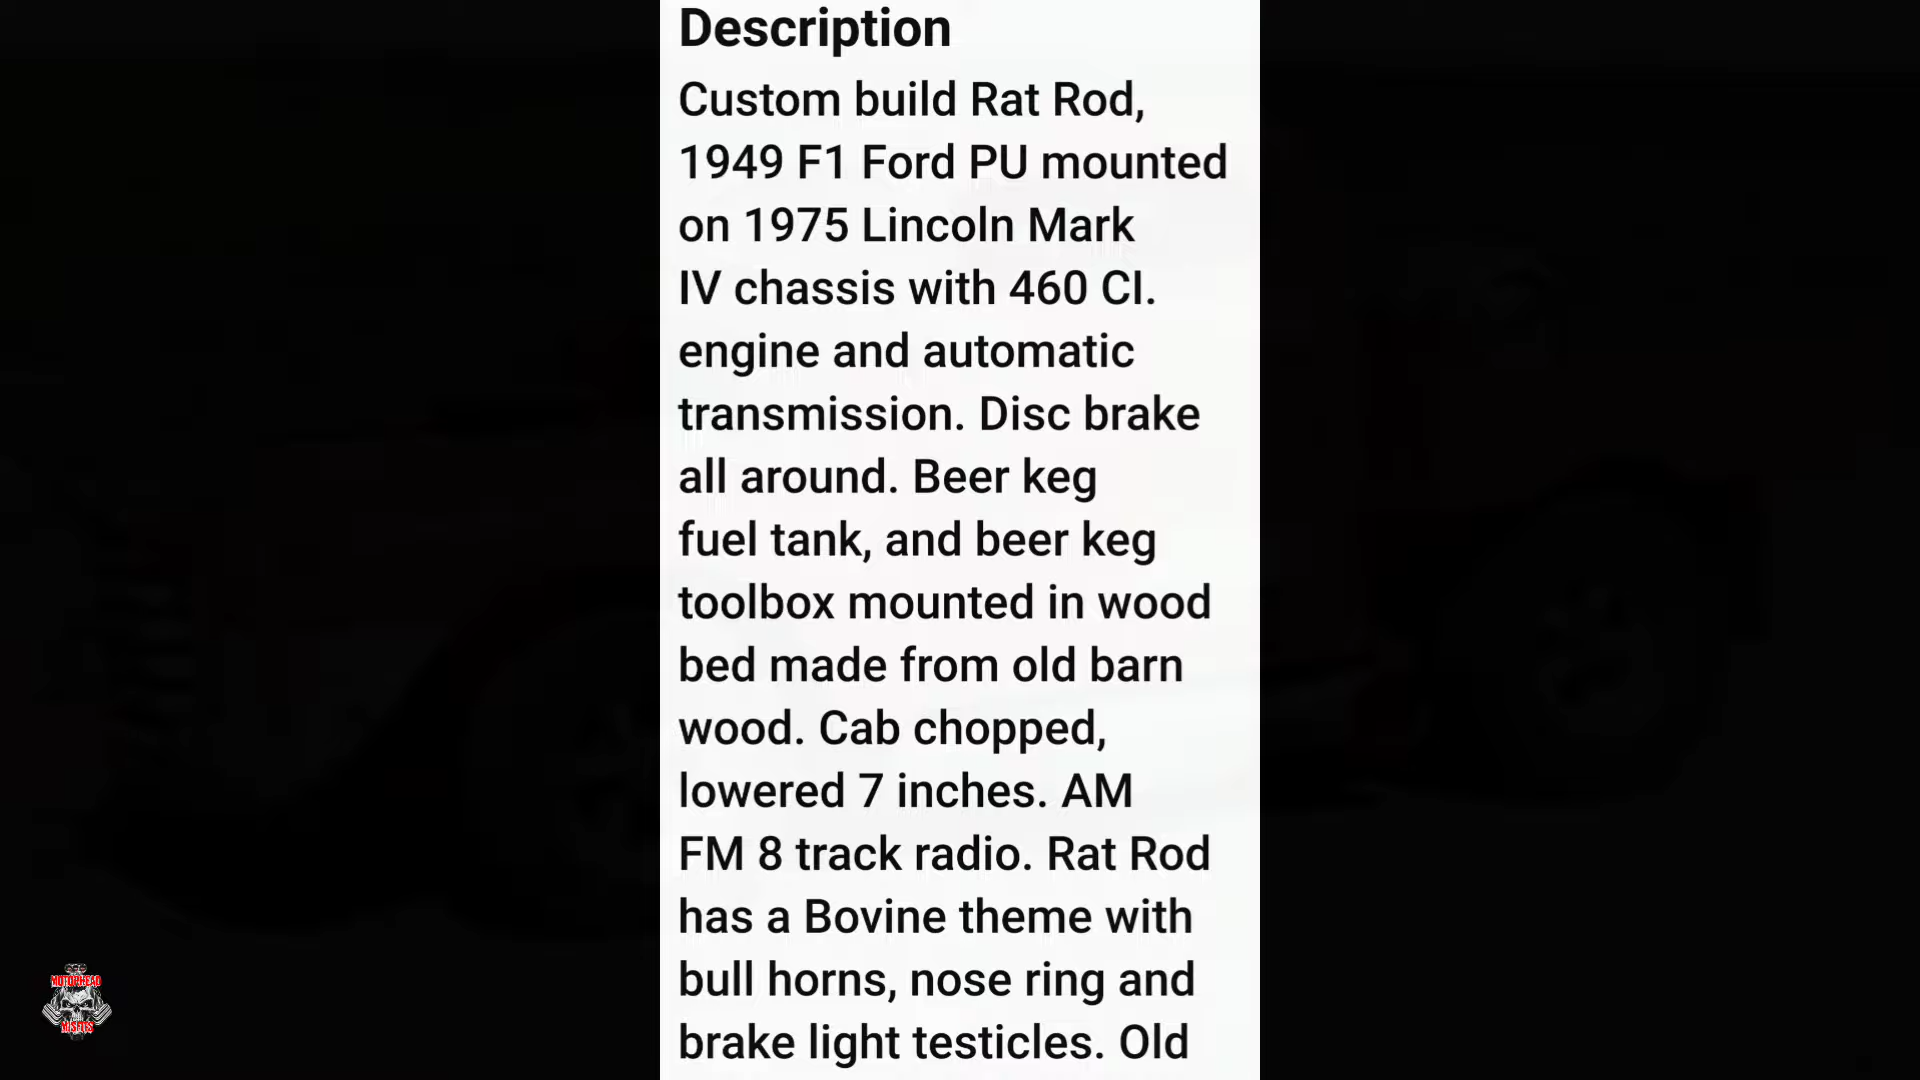 Description
Custom build Rat Rod,
1949 F1 Ford PU mounted
on 1975 Lincoln Mark
IV chassis with 460 CI.
engine and automatic
transmission. Disc brake
all around. Beer keg
fuel tank, and beer keg
toolbox mounted in wood
bed made from old barn
wood. Cab chopped,
lowered 7 inches. AM
FM 8 track radio. Rat Rod
has a Bovine theme with
bull horns, nose ring and
brake light testicles. Old
MOTORHEAD
MISFITS